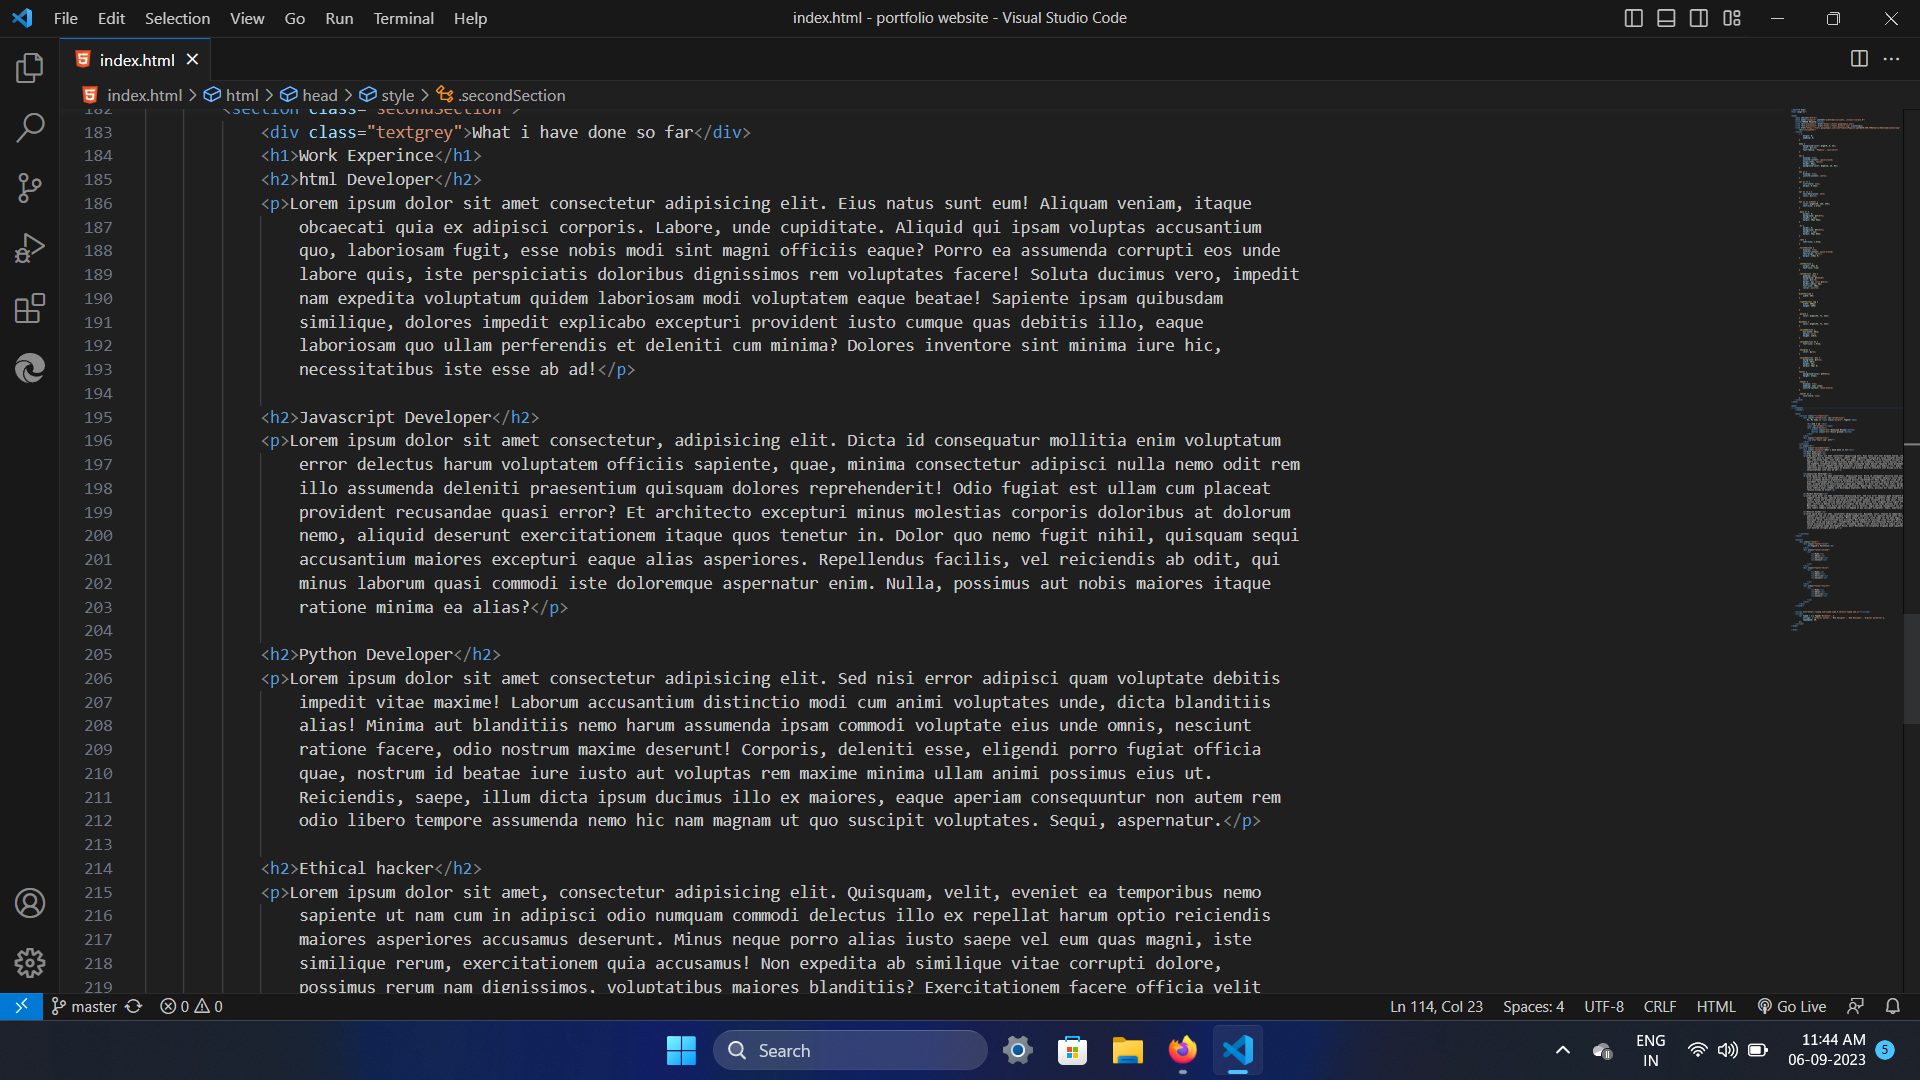 File Edit Selection View Go Run Terminal Help
index.html - portfolio website - Visual Studio Code
index.html
index.html > html > head > style > .secondSection
182 <section class="secondSection">
183 <div class="textgrey">What i have done so far</div>
184 <h1>Work Experince</h1>
185 <h2>html Developer</h2>
186 <p>Lorem ipsum dolor sit amet consectetur adipisicing elit. Eius natus sunt eum! Aliquam veniam, itaque
187 obcaecati quia ex adipisci corporis. Labore, unde cupiditate. Aliquid qui ipsam voluptas accusantium
188 quo, laboriosam fugit, esse nobis modi sint magni officiis eaque? Porro ea assumenda corrupti eos unde
189 labore quis, iste perspiciatis doloribus dignissimos rem voluptates facere! Soluta ducimus vero, impedit
190 nam expedita voluptatum quidem laboriosam modi voluptatem eaque beatae! Sapiente ipsam quibusdam
191 similique, dolores impedit explicabo excepturi provident iusto cumque quas debitis illo, eaque
192 laboriosam quo ullam perferendis et deleniti cum minima? Dolores inventore sint minima iure hic,
193 necessitatibus iste esse ab ad!</p>
194
195 <h2>Javascript Developer</h2>
196 <p>Lorem ipsum dolor sit amet consectetur, adipisicing elit. Dicta id consequatur mollitia enim voluptatum
197 error delectus harum voluptatem officiis sapiente, quae, minima consectetur adipisci nulla nemo odit rem
198 illo assumenda deleniti praesentium quisquam dolores reprehenderit! Odio fugiat est ullam cum placeat
199 provident recusandae quasi error? Et architecto excepturi minus molestias corporis doloribus at dolorum
200 nemo, aliquid deserunt exercitationem itaque quos tenetur in. Dolor quo nemo fugit nihil, quisquam sequi
201 accusantium maiores excepturi eaque alias asperiores. Repellendus facilis, vel reiciendis ab odit, qui
202 minus laborum quasi commodi iste doloremque aspernatur enim. Nulla, possimus aut nobis maiores itaque
203 ratione minima ea alias?</p>
204
205 <h2>Python Developer</h2>
206 <p>Lorem ipsum dolor sit amet consectetur adipisicing elit. Sed nisi error adipisci quam voluptate debitis
207 impedit vitae maxime! Laborum accusantium distinctio modi cum animi voluptates unde, dicta blanditiis
208 alias! Minima aut blanditiis nemo harum assumenda ipsam commodi voluptate eius unde omnis, nesciunt
209 ratione facere, odio nostrum maxime deserunt! Corporis, deleniti esse, eligendi porro fugiat officia
210 quae, nostrum id beatae iure iusto aut voluptas rem maxime minima ullam animi possimus eius ut.
211 Reiciendis, saepe, illum dicta ipsum ducimus illo ex maiores, eaque aperiam consequuntur non autem rem
212 odio libero tempore assumenda nemo hic nam magnam ut quo suscipit voluptates. Sequi, aspernatur.</p>
213
214 <h2>Ethical hacker</h2>
215 <p>Lorem ipsum dolor sit amet, consectetur adipisicing elit. Quisquam, velit, eveniet ea temporibus nemo
216 sapiente ut nam cum in adipisci odio numquam commodi delectus illo ex repellat harum optio reiciendis
217 maiores asperiores accusamus deserunt. Minus neque porro alias iusto saepe vel eum quas magni, iste
218 similique rerum, exercitationem quia accusamus! Non expedita ab similique vitae corrupti dolore,
219 possimus rerum nam dignissimos, voluptatibus maiores blanditiis? Exercitationem facere officia velit
master 0 0 Ln 114, Col 23 Spaces: 4 UTF-8 CRLF HTML Go Live
Search
ENG
IN
11:44 AM
06-09-2023
5